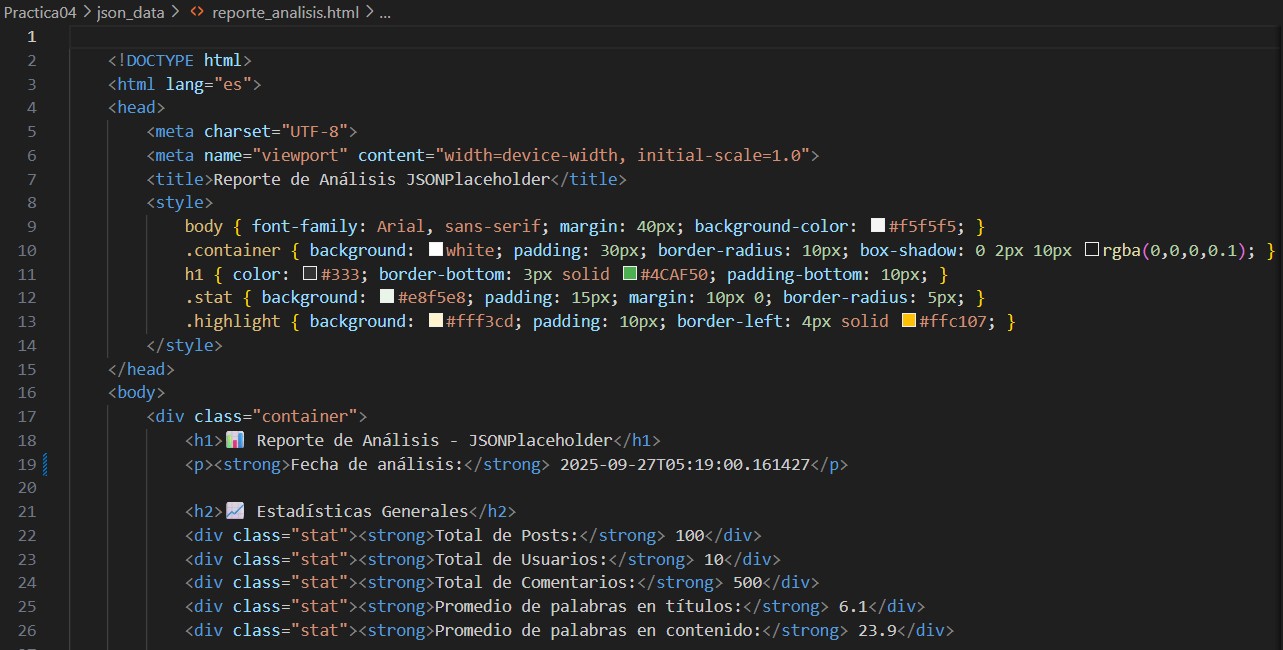 Practica04 > json_data > <> reporte_analisis.html > ...
1
2 <!DOCTYPE html>
3 <html lang="es">
4 <head>
5 <meta charset="UTF-8">
6 <meta name="viewport" content="width=device-width, initial-scale=1.0">
7 <title>Reporte de Análisis JSONPlaceholder</title>
8 <style>
9 body { font-family: Arial, sans-serif; margin: 40px; background-color: #f5f5f5; }
10 .container { background: white; padding: 30px; border-radius: 10px; box-shadow: 0 2px 10px rgba(0,0,0,0.1); }
11 h1 { color: #333; border-bottom: 3px solid #4CAF50; padding-bottom: 10px; }
12 .stat { background: #e8f5e8; padding: 15px; margin: 10px 0; border-radius: 5px; }
13 .highlight { background: #fff3cd; padding: 10px; border-left: 4px solid #ffc107; }
14 </style>
15 </head>
16 <body>
17 <div class="container">
18 <h1>📊 Reporte de Análisis - JSONPlaceholder</h1>
19 <p><strong>Fecha de análisis:</strong> 2025-09-27T05:19:00.161427</p>
20
21 <h2>📈 Estadísticas Generales</h2>
22 <div class="stat"><strong>Total de Posts:</strong> 100</div>
23 <div class="stat"><strong>Total de Usuarios:</strong> 10</div>
24 <div class="stat"><strong>Total de Comentarios:</strong> 500</div>
25 <div class="stat"><strong>Promedio de palabras en títulos:</strong> 6.1</div>
26 <div class="stat"><strong>Promedio de palabras en contenido:</strong> 23.9</div>